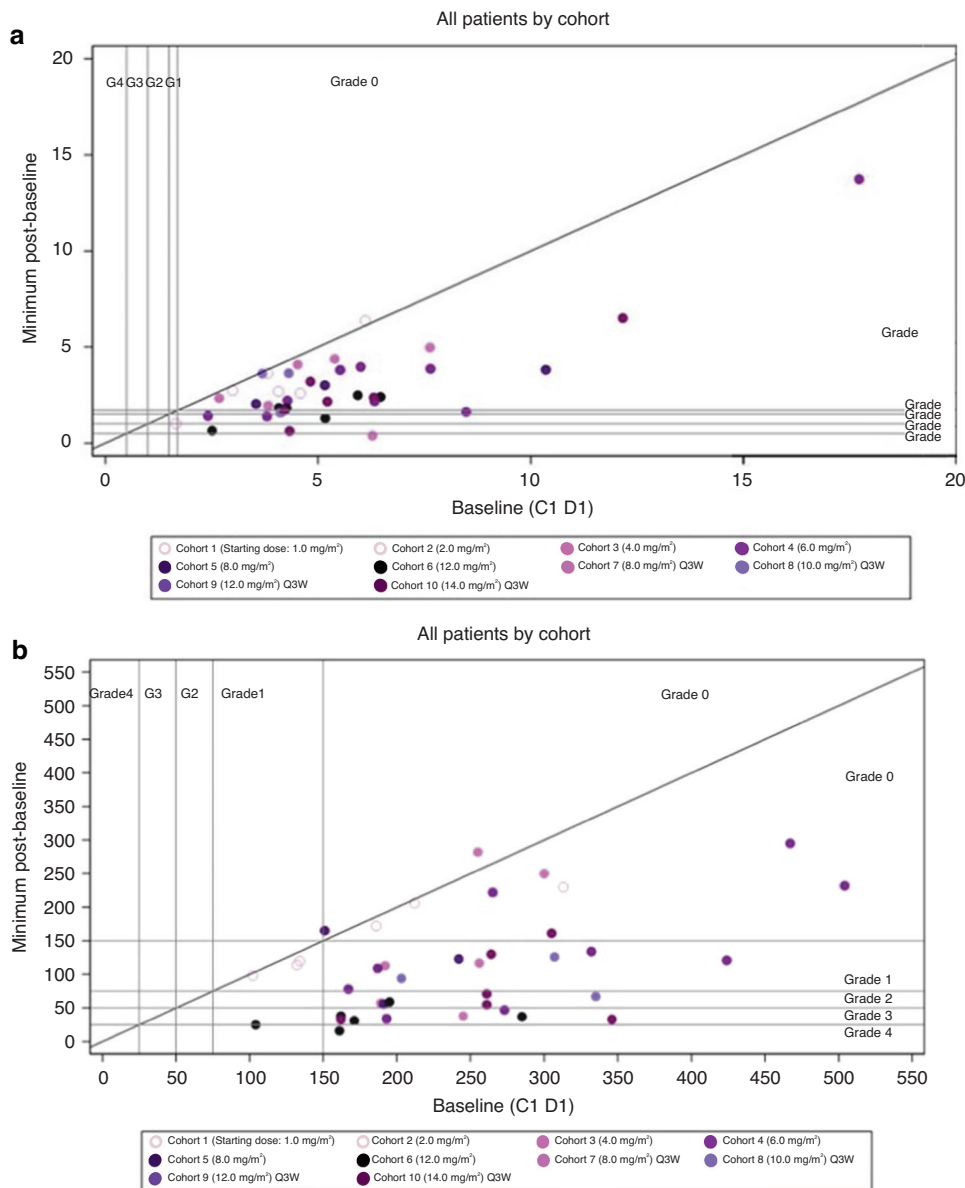 a
All patients by cohort
20
15
10
5
0
Minimum post-baseline
G4 G3 G2 G1
Grade 0
Grade
Grade
Grade
Grade
Grade
0 5 10 15 20
Baseline (C1 D1)
Cohort 1 (Starting dose: 1.0 mg/m²) Cohort 2 (2.0 mg/m²) Cohort 3 (4.0 mg/m²) Cohort 4 (6.0 mg/m²)
Cohort 5 (8.0 mg/m²) Cohort 6 (12.0 mg/m²) Cohort 7 (8.0 mg/m²) Q3W Cohort 8 (10.0 mg/m²) Q3W
Cohort 9 (12.0 mg/m²) Q3W Cohort 10 (14.0 mg/m²) Q3W
b
All patients by cohort
550
500
450
400
350
300
250
200
150
100
50
0
Minimum post-baseline
Grade4 G3 G2 Grade1 Grade 0
Grade 0
Grade 1
Grade 2
Grade 3
Grade 4
0 50 100 150 200 250 300 350 400 450 500 550
Baseline (C1 D1)
Cohort 1 (Starting dose: 1.0 mg/m²) Cohort 2 (2.0 mg/m²) Cohort 3 (4.0 mg/m²) Cohort 4 (6.0 mg/m²)
Cohort 5 (8.0 mg/m²) Cohort 6 (12.0 mg/m²) Cohort 7 (8.0 mg/m²) Q3W Cohort 8 (10.0 mg/m²) Q3W
Cohort 9 (12.0 mg/m²) Q3W Cohort 10 (14.0 mg/m²) Q3W